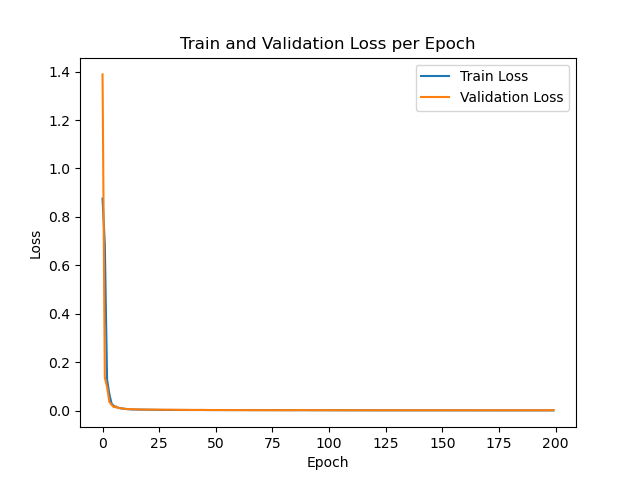 Train and Validation Loss per Epoch
Train Loss
Validation Loss
Loss
1.4
1.2
1.0
0.8
0.6
0.4
0.2
0.0
0 25 50 75 100 125 150 175 200
Epoch